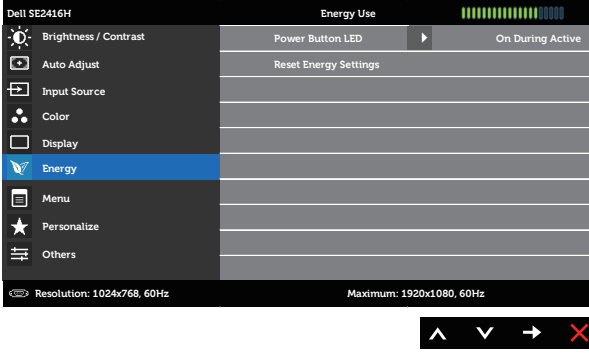 Dell SE2416H Energy Use
Brightness / Contrast Power Button LED On During Active
Auto Adjust Reset Energy Settings
Input Source
Color
Display
Energy
Menu
Personalize
Others
Resolution: 1024x768, 60Hz Maximum: 1920x1080, 60Hz